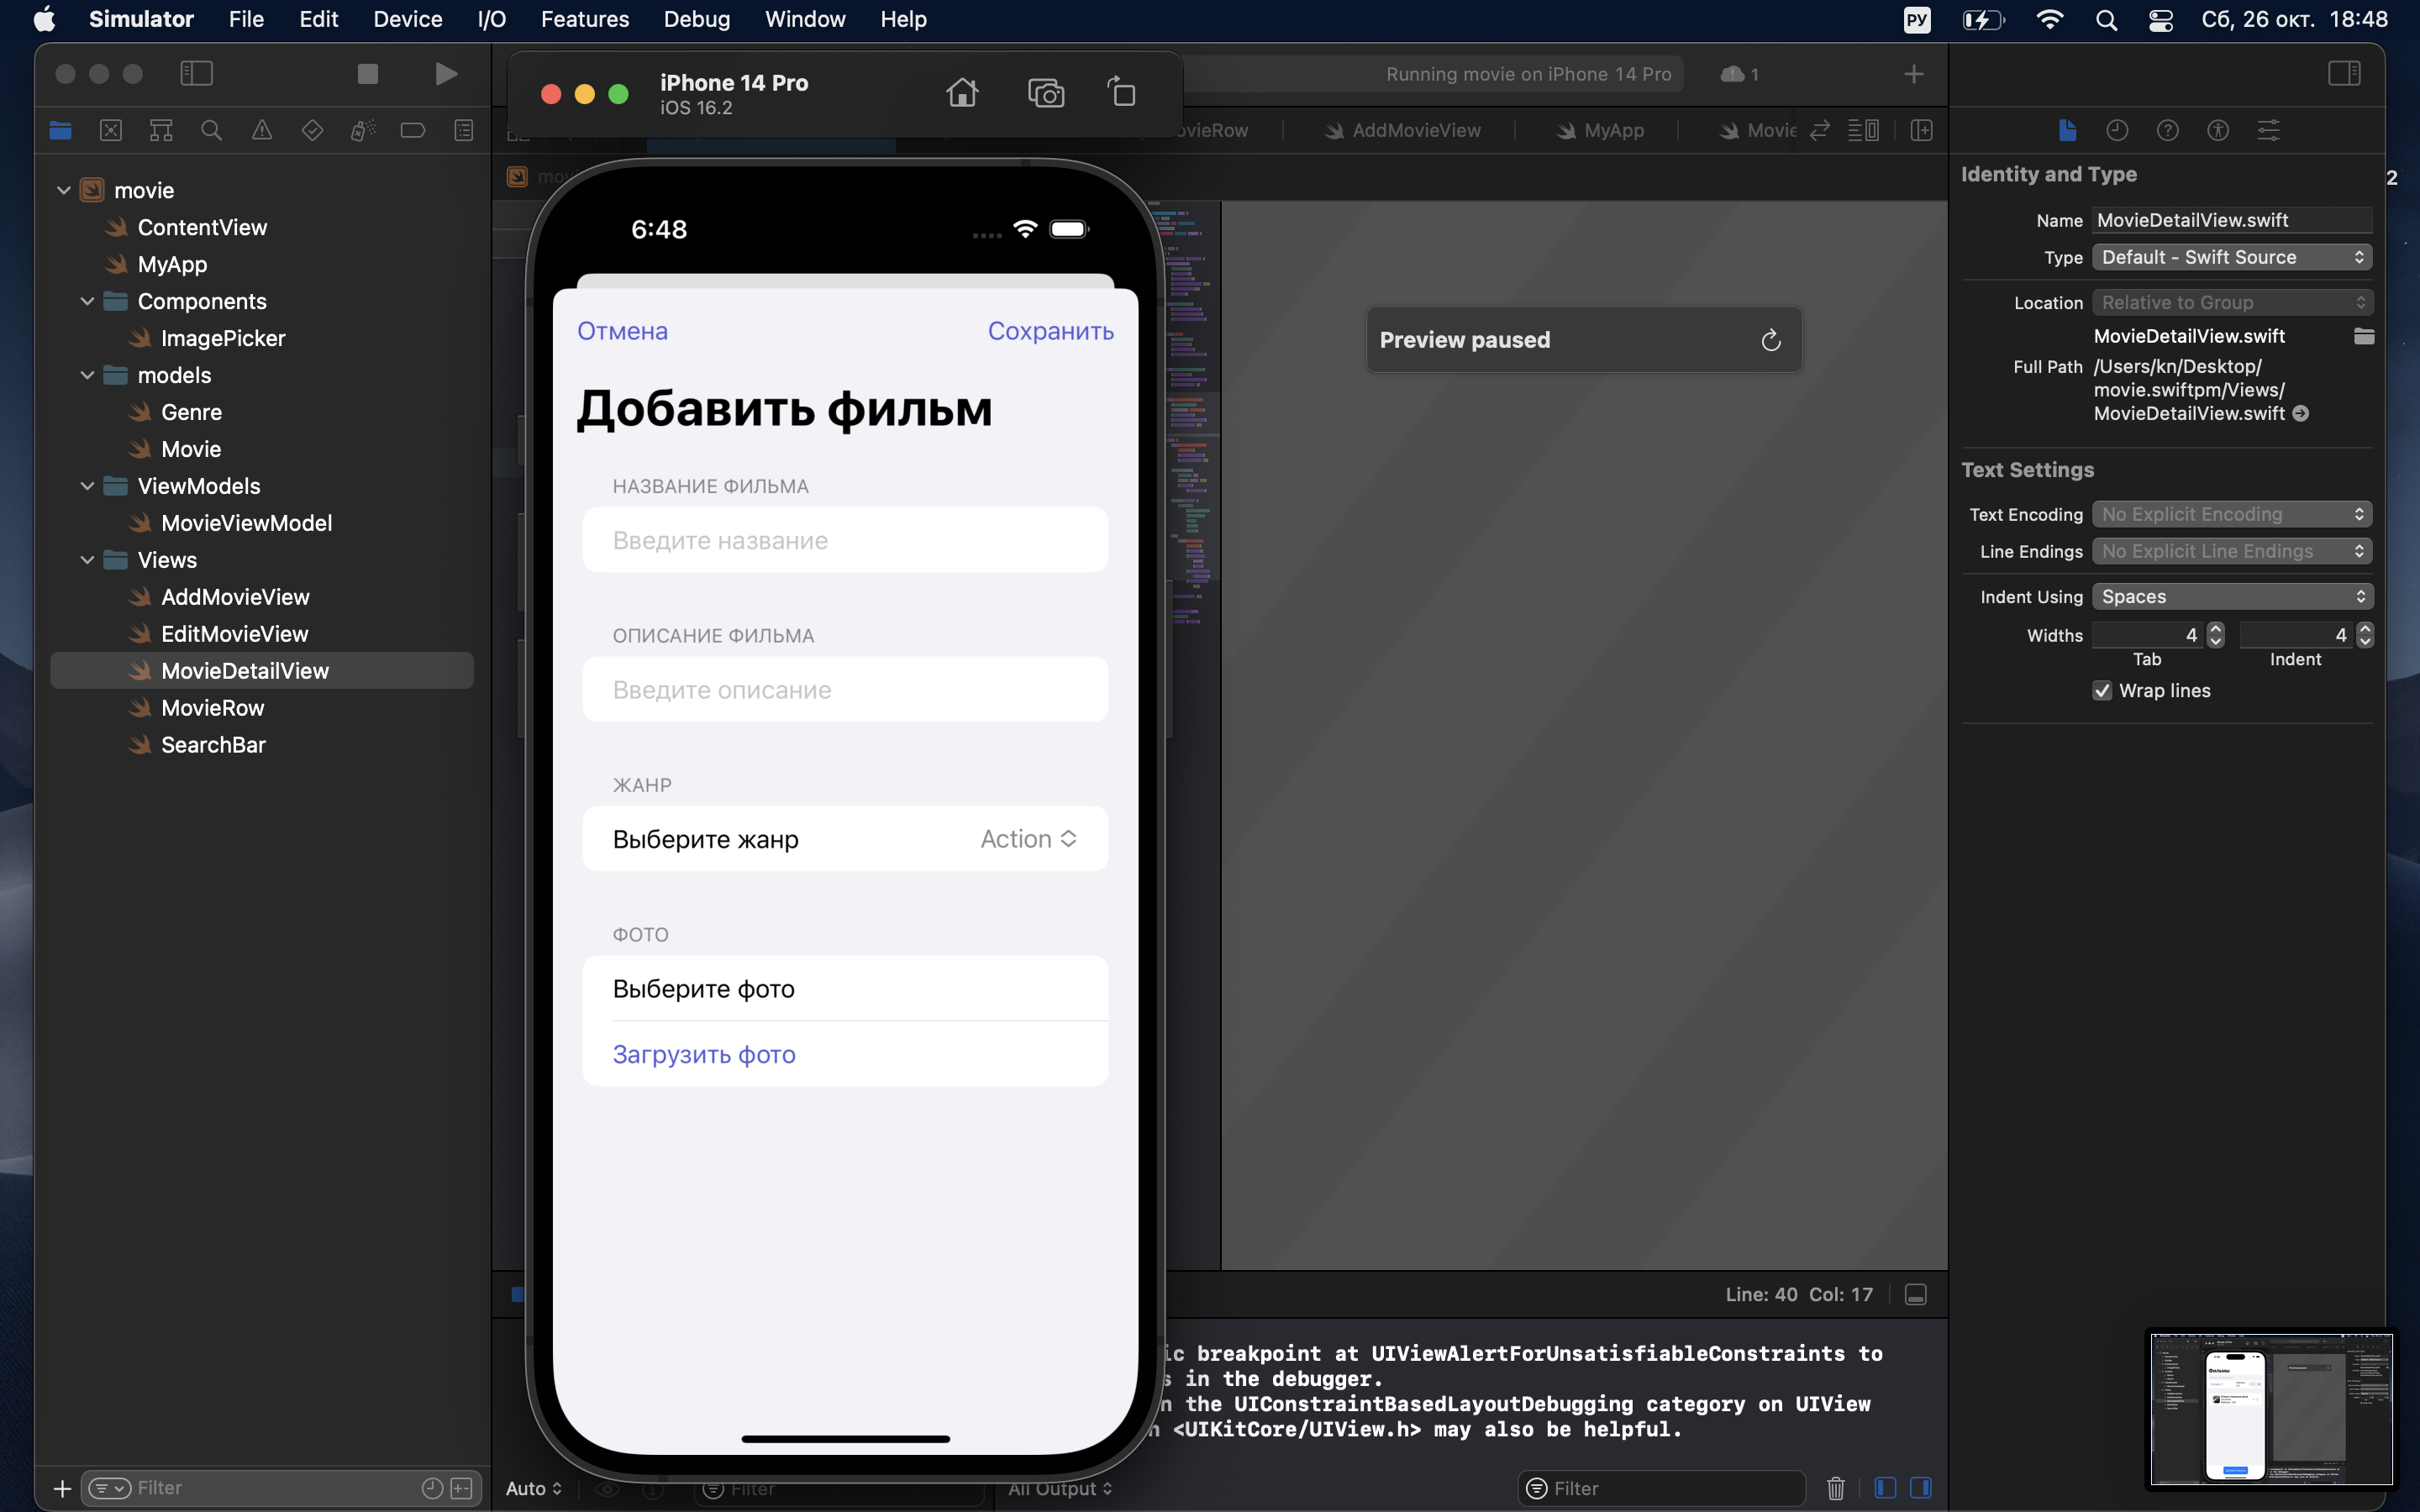 Simulator File Edit Device I/O Features Debug Window Help
РУ Сб, 26 окт. 18:48
iPhone 14 Pro
iOS 16.2
Running movie on iPhone 14 Pro
1
AddMovieView
MyApp
movie
ContentView
MyApp
Components
ImagePicker
models
Genre
Movie
ViewModels
MovieViewModel
Views
AddMovieView
EditMovieView
MovieDetailView
MovieRow
SearchBar
Filter
6:48
Отмена
Сохранить
Добавить фильм
НАЗВАНИЕ ФИЛЬМА
Введите название
ОПИСАНИЕ ФИЛЬМА
Введите описание
ЖАНР
Выберите жанр
Action
ФОТО
Выберите фото
Загрузить фото
Preview paused
Line: 40 Col: 17
breakpoint at UIViewAlertForUnsatisfiableConstraints to
in the debugger.
the UIConstraintBasedLayoutDebugging category on UIView
<UIKitCore/UIView.h> may also be helpful.
Auto
Filter
All Output
Filter
Identity and Type
2
Name MovieDetailView.swift
Type Default - Swift Source
Location Relative to Group
MovieDetailView.swift
Full Path /Users/kn/Desktop/
movie.swiftpm/Views/
MovieDetailView.swift
Text Settings
Text Encoding No Explicit Encoding
Line Endings No Explicit Line Endings
Indent Using Spaces
Widths 4 4
Tab Indent
Wrap lines